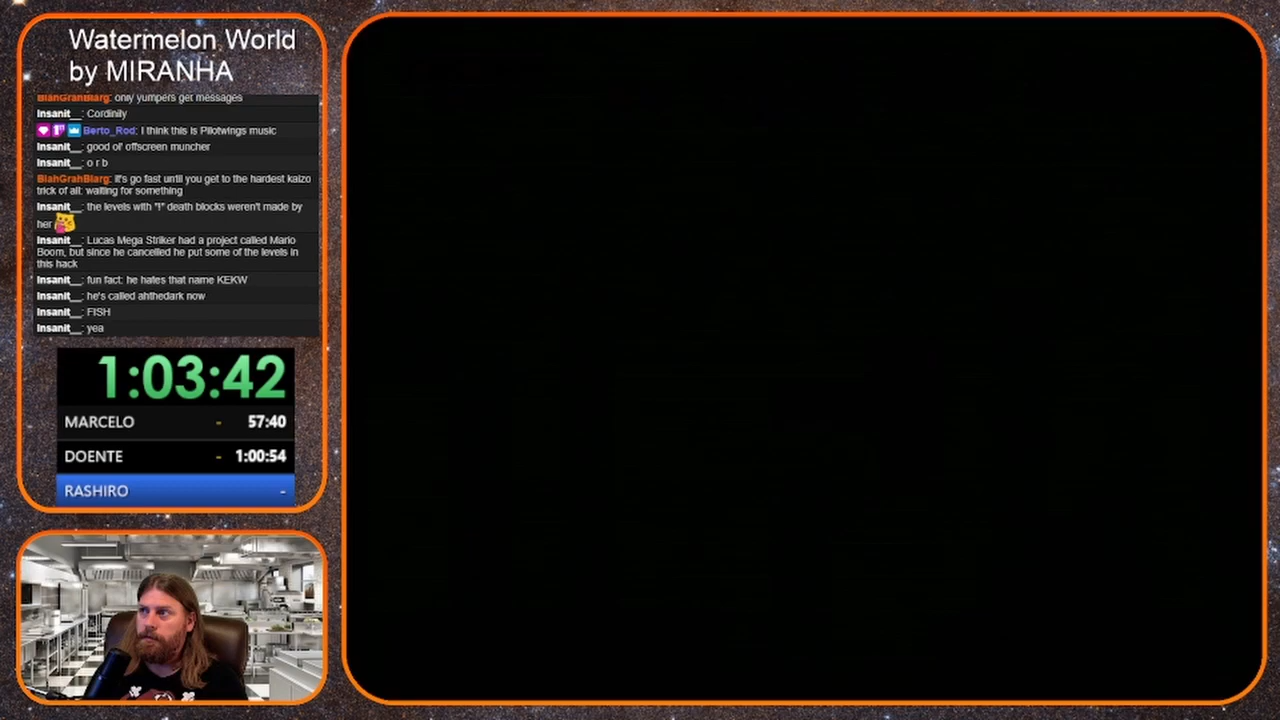 Watermelon World
by MIRANHA
BlahGrahBlarg: only yumpers get messages
Insanit__: Cordinily
Berto_Rod: I think this is Pilotwings music
Insanit__: good ol' offscreen muncher
Insanit__: o r b
BlahGrahBlarg: it's go fast until you get to the hardest kaizo
trick of all: waiting for something
Insanit__: the levels with "!" death blocks weren't made by
her
Insanit__: Lucas Mega Striker had a project called Mario
Boom, but since he cancelled he put some of the levels in
this hack
Insanit__: fun fact: he hates that name KEKW
Insanit__: he's called ahthedark now
Insanit__: FISH
Insanit__: yea
1:03:42
MARCELO - 57:40
DOENTE - 1:00:54
RASHIRO -